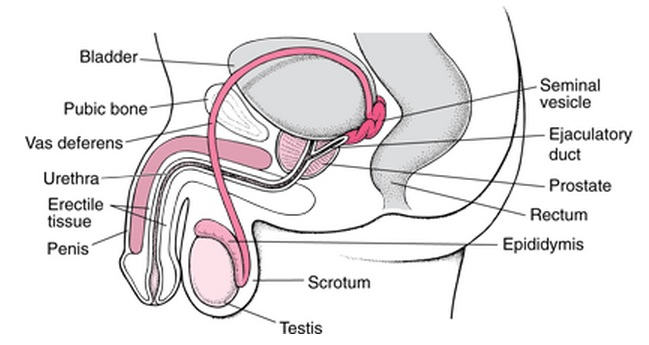 Bladder
Pubic bone
Vas deferens
Urethra
Erectile
tissue
Penis
Seminal
vesicle
Ejaculatory
duct
Prostate
Rectum
Epididymis
Scrotum
Testis